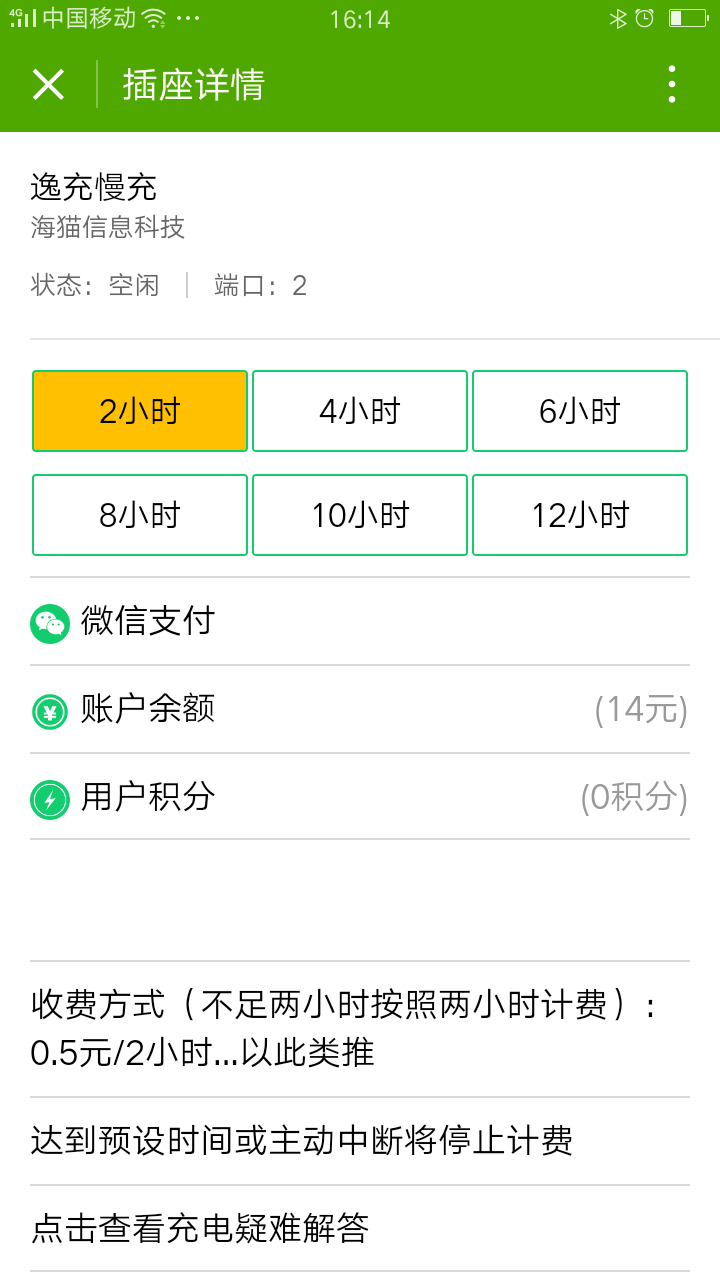 4G 中国移动 ... 16:14
插座详情
逸充慢充
海猫信息科技
状态：空闲 | 端口：2
2小时 4小时 6小时
8小时 10小时 12小时
微信支付
账户余额 (14元)
用户积分 (0积分)
收费方式（不足两小时按照两小时计费）:
0.5元/2小时...以此类推
达到预设时间或主动中断将停止计费
点击查看充电疑难解答